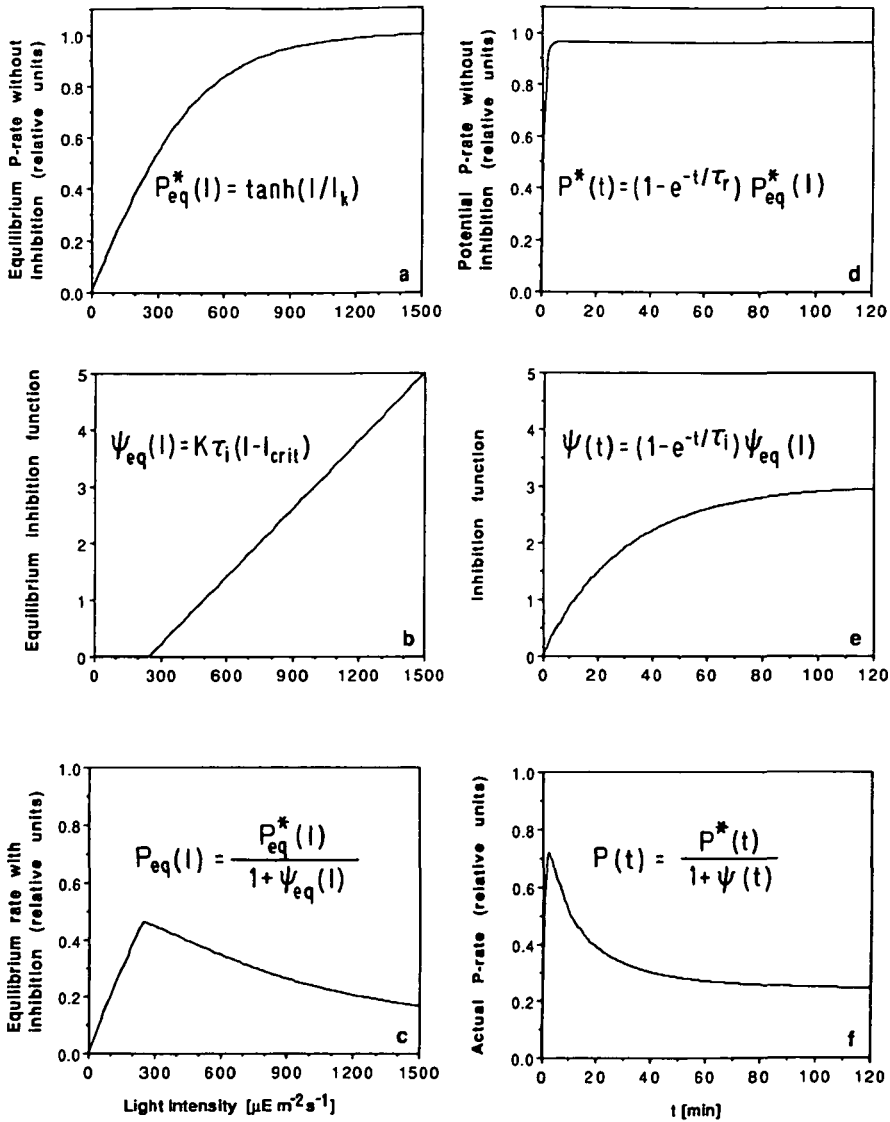 Equilibrium P-rate without
inhibition (relative units)
1.0
0.8
0.6
0.4
0.2
0.0
P*eq(I) = tanh(I/Ik)
a
0 300 600 900 1200 1500
Potential P-rate without
inhibition (relative units)
1.0
0.8
0.6
0.4
0.2
0.0
P*(t) = (1-e-t/τr) P*eq(I)
d
0 20 40 60 80 100 120
Equilibrium inhibition function
5
4
3
2
1
0
ψeq(I) = Kτi(I-Icrit)
b
0 300 600 900 1200 1500
Inhibition function
5
4
3
2
1
0
ψ(t) = (1-e-t/τi) ψeq(I)
e
0 20 40 60 80 100 120
Equilibrium rate with
inhibition (relative units)
1.0
0.8
0.6
0.4
0.2
0.0
Peq(I) = P*eq(I) / 1+ψeq(I)
c
0 300 600 900 1200 1500
Light Intensity [μE m-2 s-1]
Actual P-rate (relative units)
1.0
0.8
0.6
0.4
0.2
0.0
P(t) = P*(t) / 1+ψ(t)
f
0 20 40 60 80 100 120
t [min]